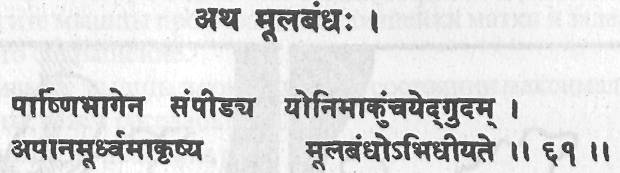 अथ मूलबंधः ।
पार्ष्णिभागेन संपीड्य योनिमाकुंचयेद्गुदम् ।
अपानमूर्ध्वमाकृष्य मूलबंधोऽभिधीयते ।। ६१ ।।